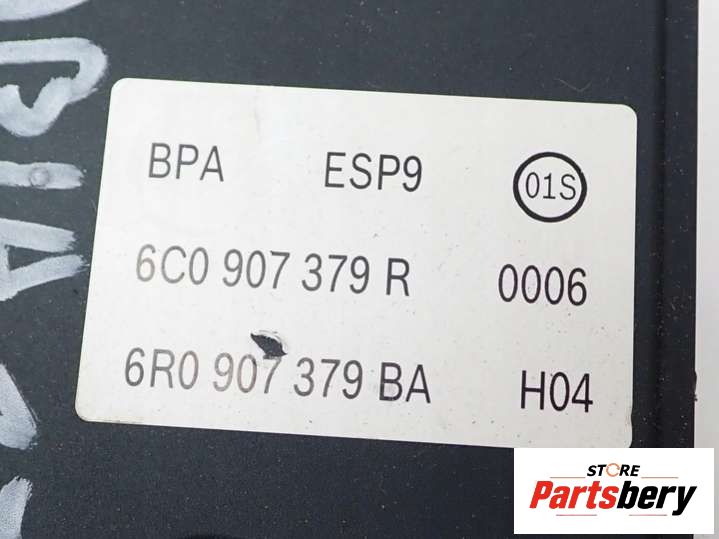 BPA ESP9 01S
6C0 907 379 R 0006
6R0 907 379 BA H04
STORE
Partsbery